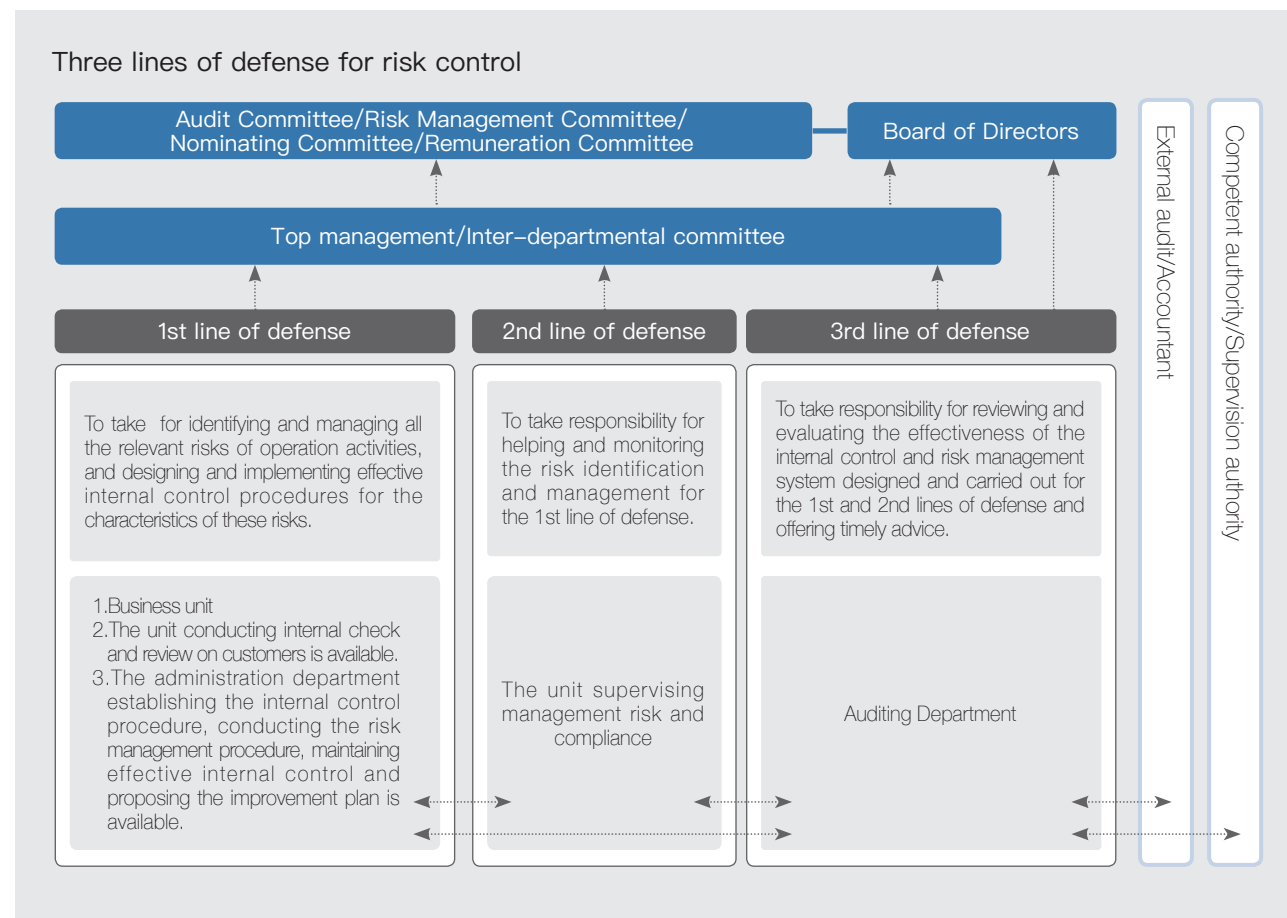 Three lines of defense for risk control
Audit Committee/Risk Management Committee/
Nominating Committee/Remuneration Committee
Board of Directors
Top management/Inter–departmental committee
1st line of defense
To take for identifying and managing all
the relevant risks of operation activities,
and designing and implementing effective
internal control procedures for the
characteristics of these risks.
1.Business unit
2.The unit conducting internal check
and review on customers is available.
3.The administration department
establishing the internal control
procedure, conducting the risk
management procedure, maintaining
effective internal control and
proposing the improvement plan is
available.
2nd line of defense
To take responsibility for
helping and monitoring
the risk identification
and management for
the 1st line of defense.
The unit supervising
management risk and
compliance
3rd line of defense
To take responsibility for reviewing and
evaluating the effectiveness of the
internal control and risk management
system designed and carried out for
the 1st and 2nd lines of defense and
offering timely advice.
Auditing Department
External audit/Accountant
Competent authority/Supervision authority